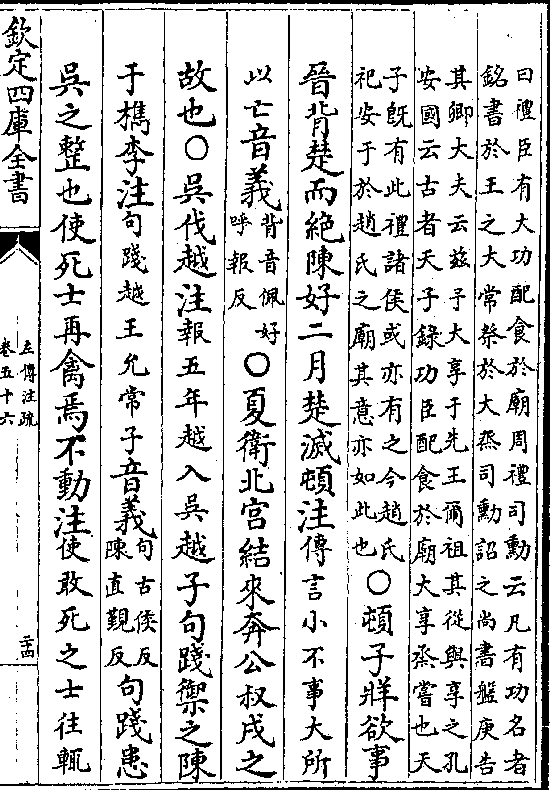 曰禮臣有大功配食於廟周禮司勳云凡有功名者
銘書於王之大常祭於大烝司勳詔之尚書盤庚告
其卿大夫云兹予大享于先王爾祖其從與享之孔
安國云古者天子錄功臣配食於廟大享烝嘗也天
子既有此禮諸侯或亦有之今趙氏
祀安于於趙氏之廟其意亦如此也
○頓子牂欲事
晉背楚而絶陳好二月楚滅頓注傳言小不事大所
以亡音義背音佩好呼報反○夏衛北宮結來奔公叔戌之
故也○吳伐越注報五年越入吳越子句踐禦之陳
于檇李注句踐越王允常子音義句古侯反陳直覲反句踐患
吳之整也使死士再禽焉不動注使敢死之士往輒
欽定四庫全書
左傳注疏
卷五十六
二十四